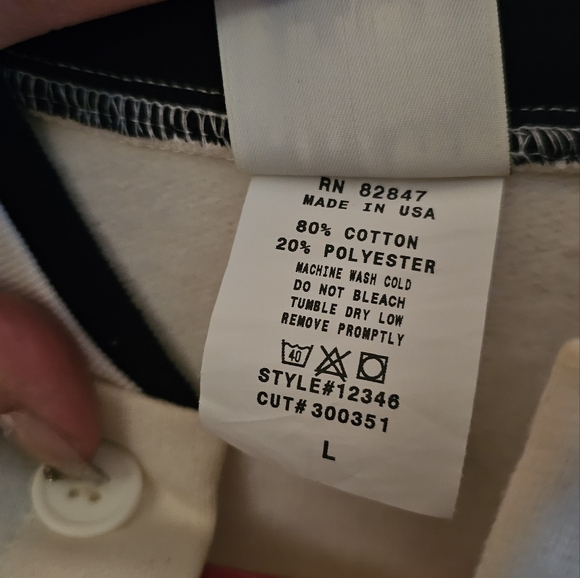 RN 82847
MADE IN USA
80% COTTON
20% POLYESTER
MACHINE WASH COLD
DO NOT BLEACH
TUMBLE DRY LOW
REMOVE PROMPTLY
40
STYLE#12346
CUT#300351
L